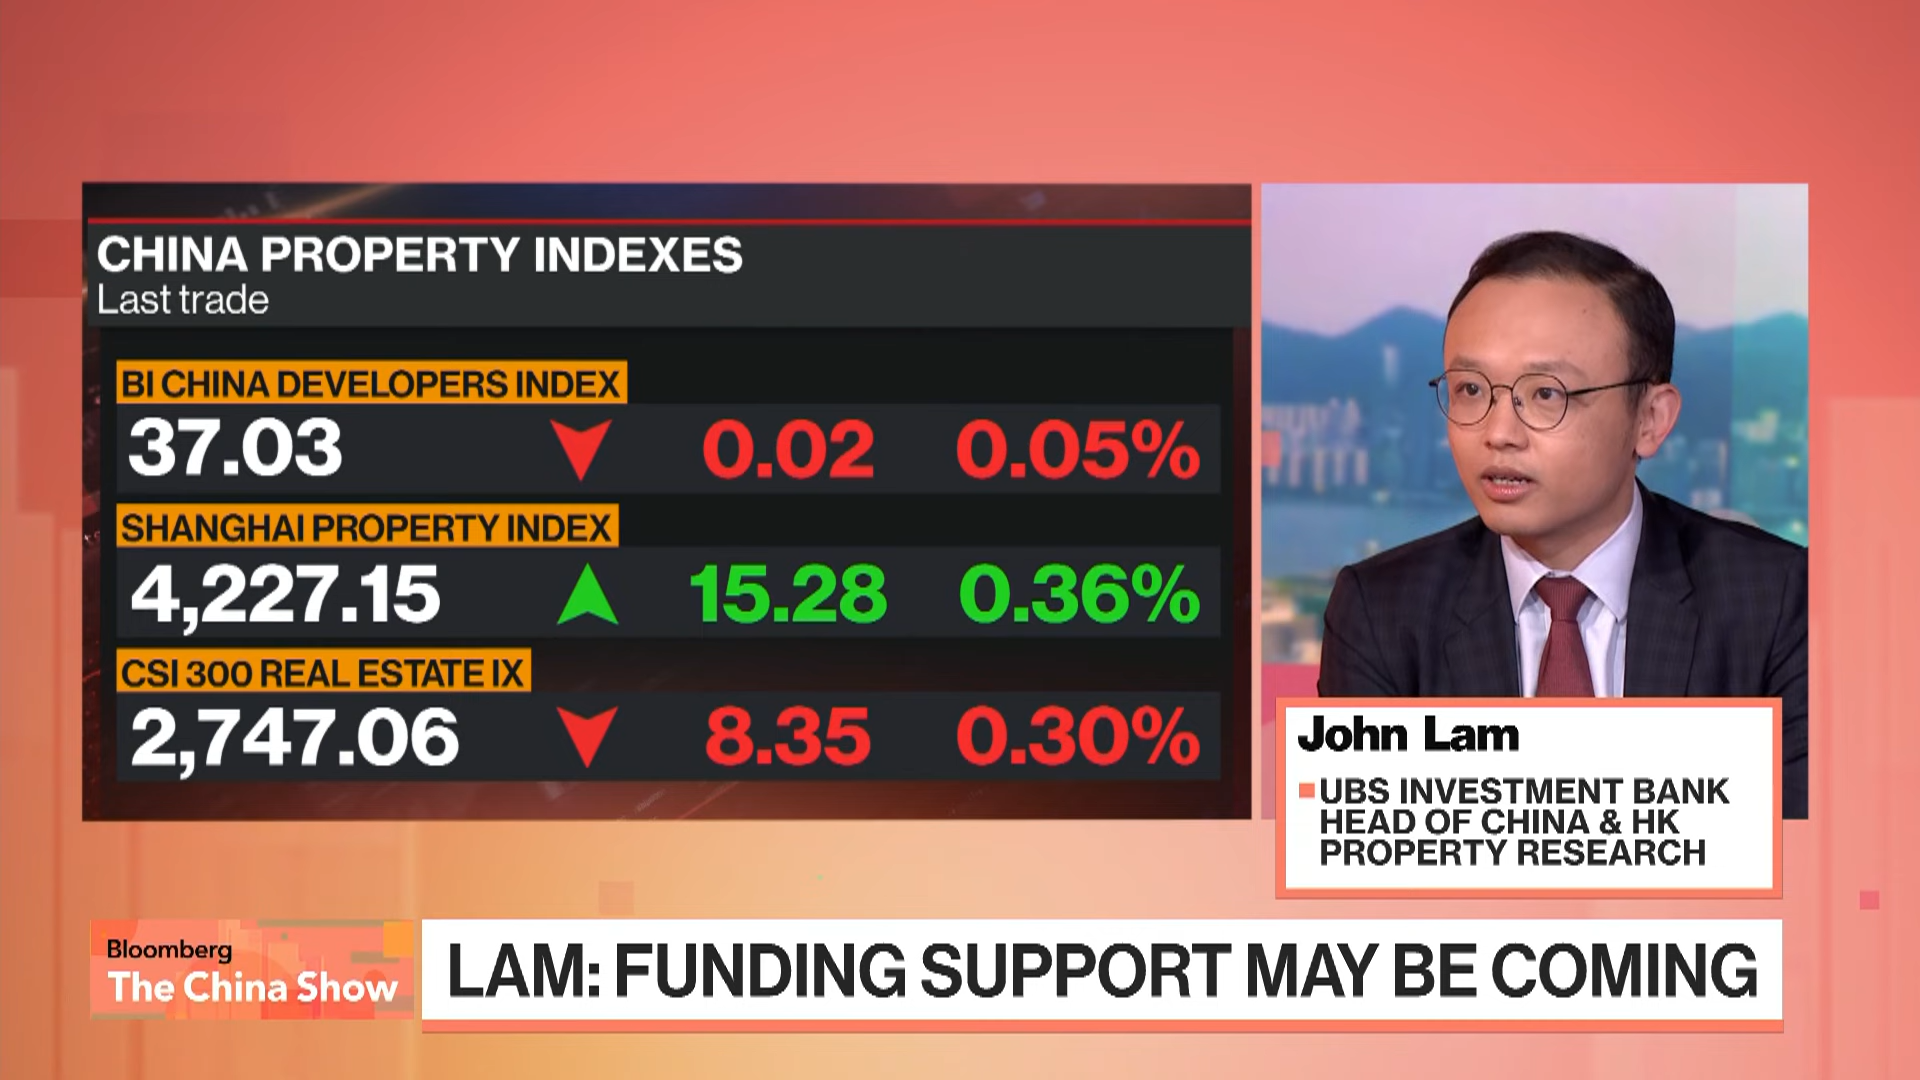 CHINA PROPERTY INDEXES
Last trade
BI CHINA DEVELOPERS INDEX
37.03 ▼ 0.02 0.05%
SHANGHAI PROPERTY INDEX
4,227.15 ▲ 15.28 0.36%
CSI 300 REAL ESTATE IX
2,747.06 ▼ 8.35 0.30%
John Lam
UBS INVESTMENT BANK
HEAD OF CHINA & HK
PROPERTY RESEARCH
Bloomberg
The China Show
LAM: FUNDING SUPPORT MAY BE COMING